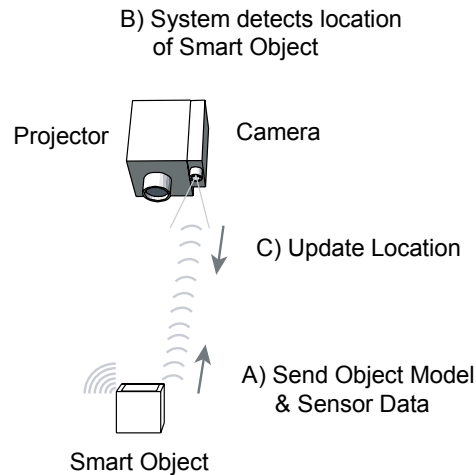 B) System detects location
of Smart Object
Projector
Camera
C) Update Location
A) Send Object Model
& Sensor Data
Smart Object